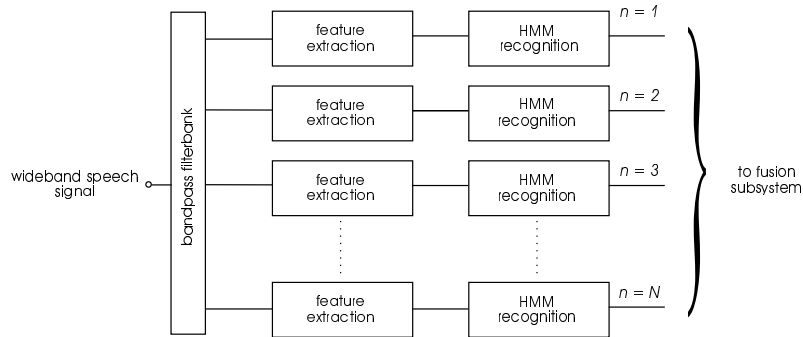 wideband speech
signal
bandpass filterbank
feature
extraction
HMM
recognition
n = 1
feature
extraction
HMM
recognition
n = 2
feature
extraction
HMM
recognition
n = 3
feature
extraction
HMM
recognition
n = N
to fusion
subsystem